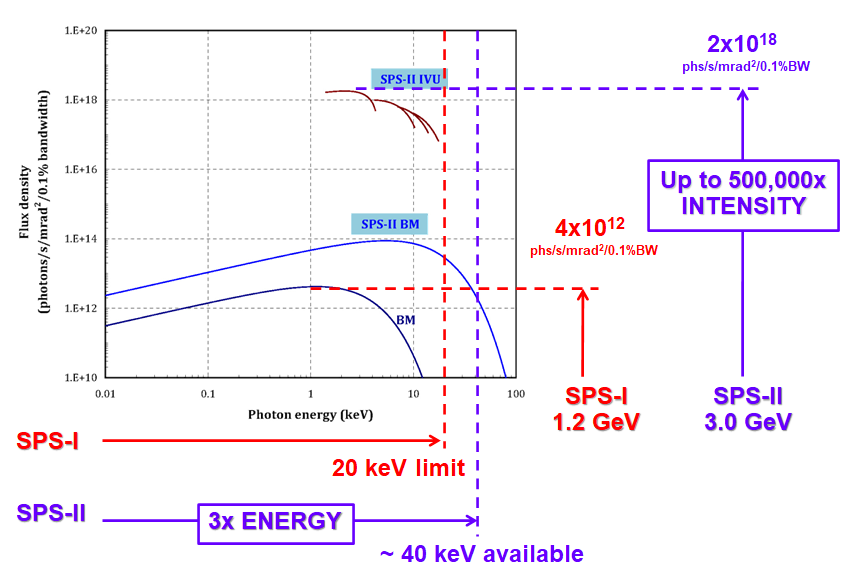 1.E+20
1.E+18
1.E+16
1.E+14
1.E+12
1.E+10
Flux density
(photons/s/mrad²/0.1% bandwidth)
0.01
0.1
1
10
100
Photon energy (keV)
SPS-II IVU
SPS-II BM
BM
2x10¹⁸
phs/s/mrad²/0.1%BW
Up to 500,000x
INTENSITY
4x10¹²
phs/s/mrad²/0.1%BW
SPS-I
1.2 GeV
SPS-II
3.0 GeV
SPS-I
20 keV limit
SPS-II
3x ENERGY
~ 40 keV available